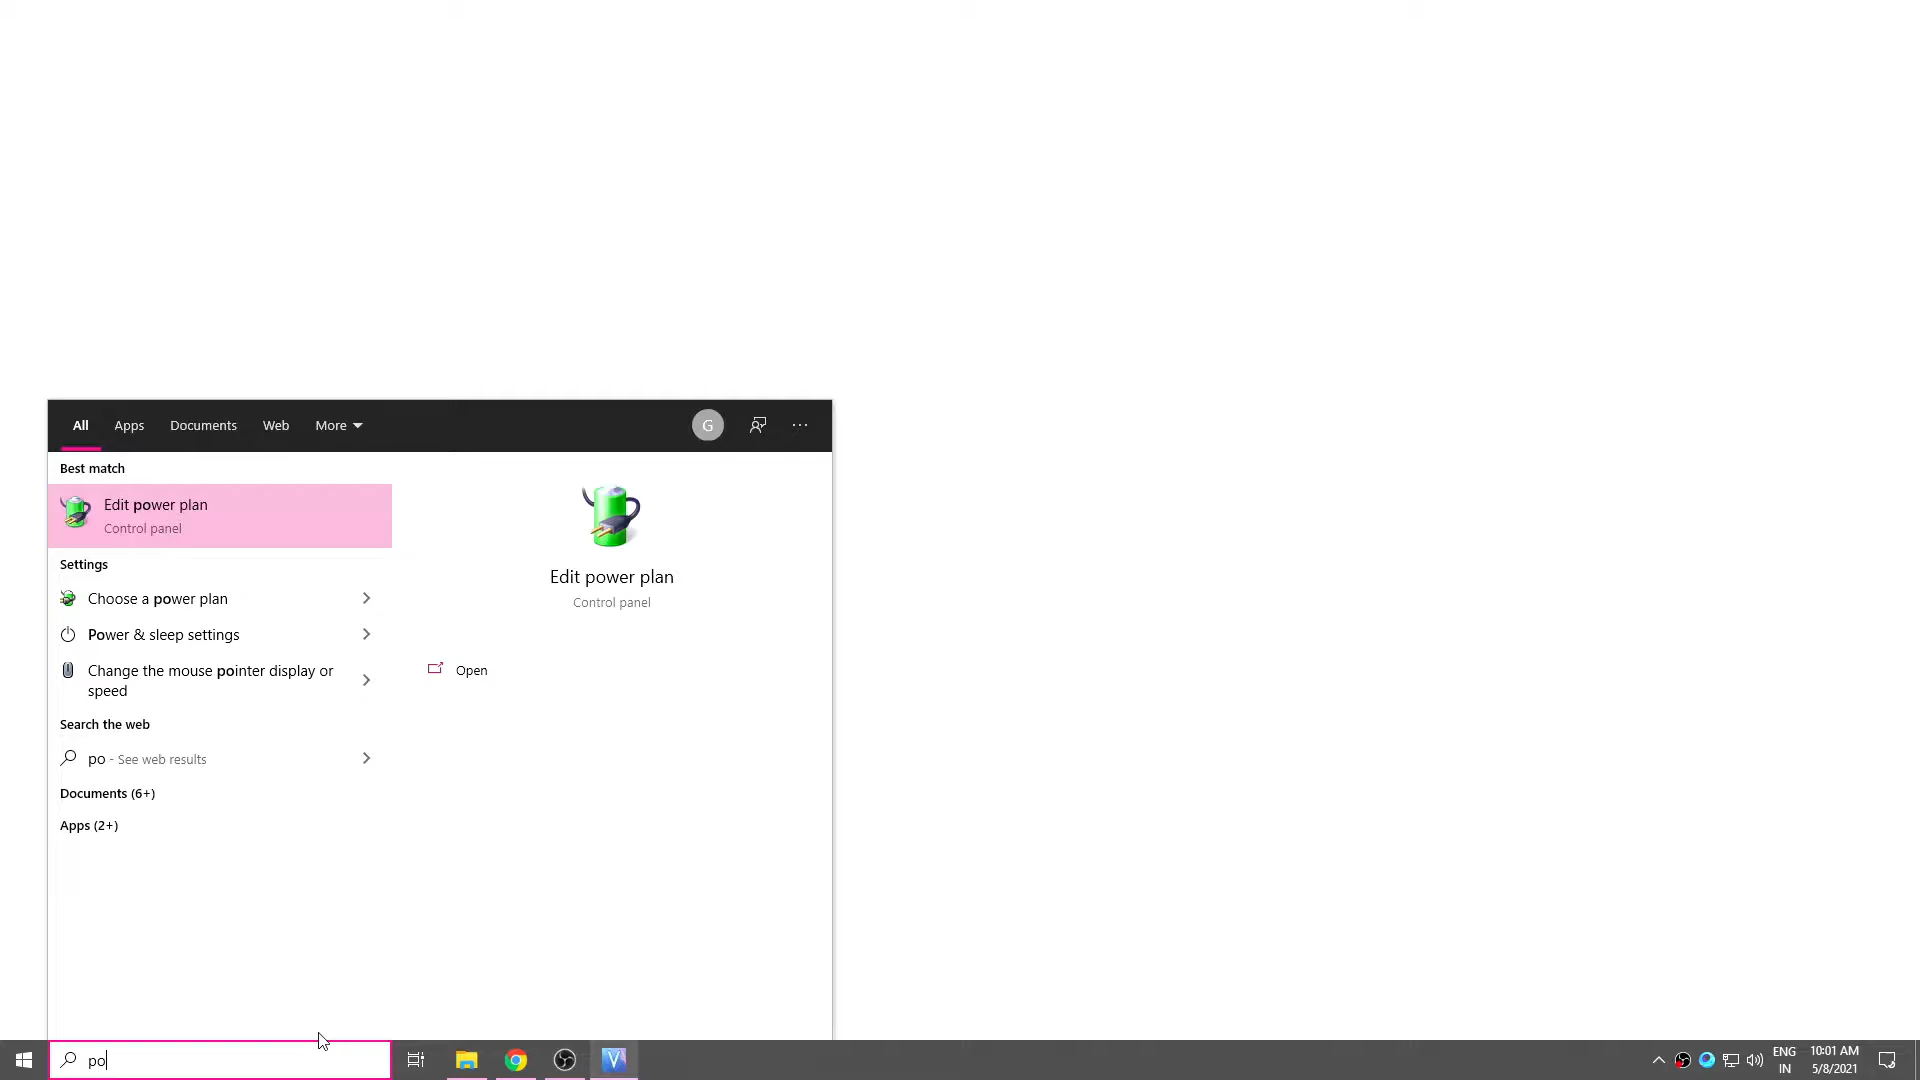 All Apps Documents Web More G ...
Best match
Edit power plan
Control panel
Settings
Choose a power plan
Power & sleep settings
Change the mouse pointer display or
speed
Search the web
po - See web results
Documents (6+)
Apps (2+)
Edit power plan
Control panel
Open
po
V
ENG
IN
10:01 AM
5/8/2021